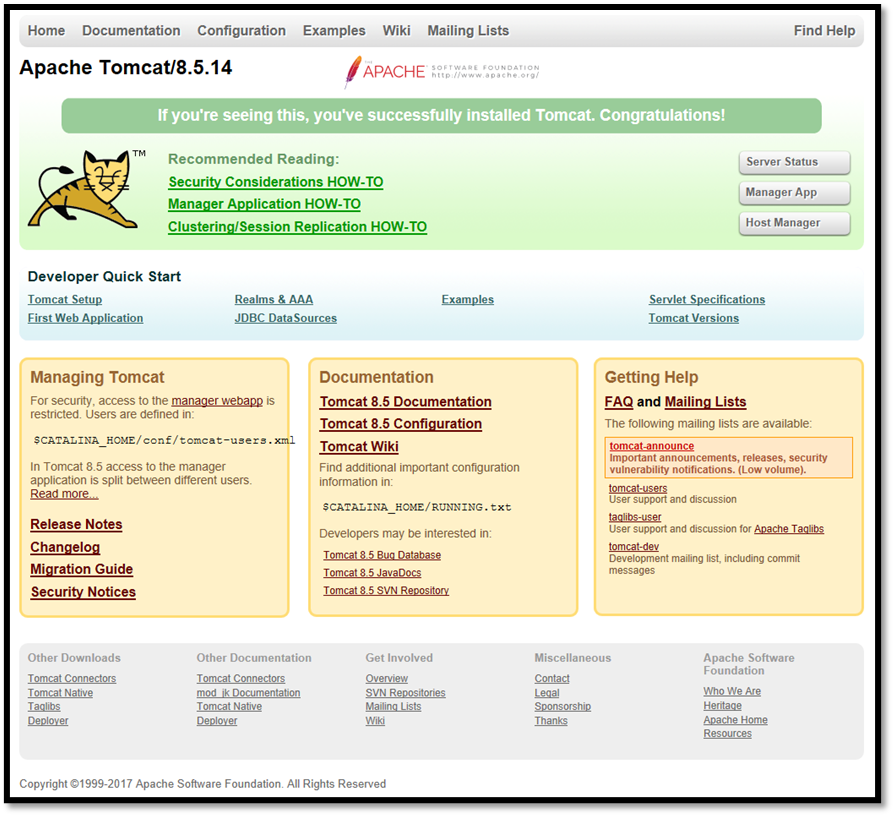 Home Documentation Configuration Examples Wiki Mailing Lists Find Help
Apache Tomcat/8.5.14
THE
APACHE SOFTWARE FOUNDATION
http://www.apache.org/
If you're seeing this, you've successfully installed Tomcat. Congratulations!
TM
Recommended Reading:
Security Considerations HOW-TO
Manager Application HOW-TO
Clustering/Session Replication HOW-TO
Server Status
Manager App
Host Manager
Developer Quick Start
Tomcat Setup
First Web Application
Realms & AAA
JDBC DataSources
Examples
Servlet Specifications
Tomcat Versions
Managing Tomcat
For security, access to the manager webapp is
restricted. Users are defined in:
$CATALINA_HOME/conf/tomcat-users.xml
In Tomcat 8.5 access to the manager
application is split between different users.
Read more...
Release Notes
Changelog
Migration Guide
Security Notices
Documentation
Tomcat 8.5 Documentation
Tomcat 8.5 Configuration
Tomcat Wiki
Find additional important configuration
information in:
$CATALINA_HOME/RUNNING.txt
Developers may be interested in:
Tomcat 8.5 Bug Database
Tomcat 8.5 JavaDocs
Tomcat 8.5 SVN Repository
Getting Help
FAQ and Mailing Lists
The following mailing lists are available:
tomcat-announce
Important announcements, releases, security
vulnerability notifications. (Low volume).
tomcat-users
User support and discussion
taglibs-user
User support and discussion for Apache Taglibs
tomcat-dev
Development mailing list, including commit
messages
Other Downloads
Tomcat Connectors
Tomcat Native
Taglibs
Deployer
Other Documentation
Tomcat Connectors
mod_jk Documentation
Tomcat Native
Deployer
Get Involved
Overview
SVN Repositories
Mailing Lists
Wiki
Miscellaneous
Contact
Legal
Sponsorship
Thanks
Apache Software
Foundation
Who We Are
Heritage
Apache Home
Resources
Copyright ©1999-2017 Apache Software Foundation. All Rights Reserved